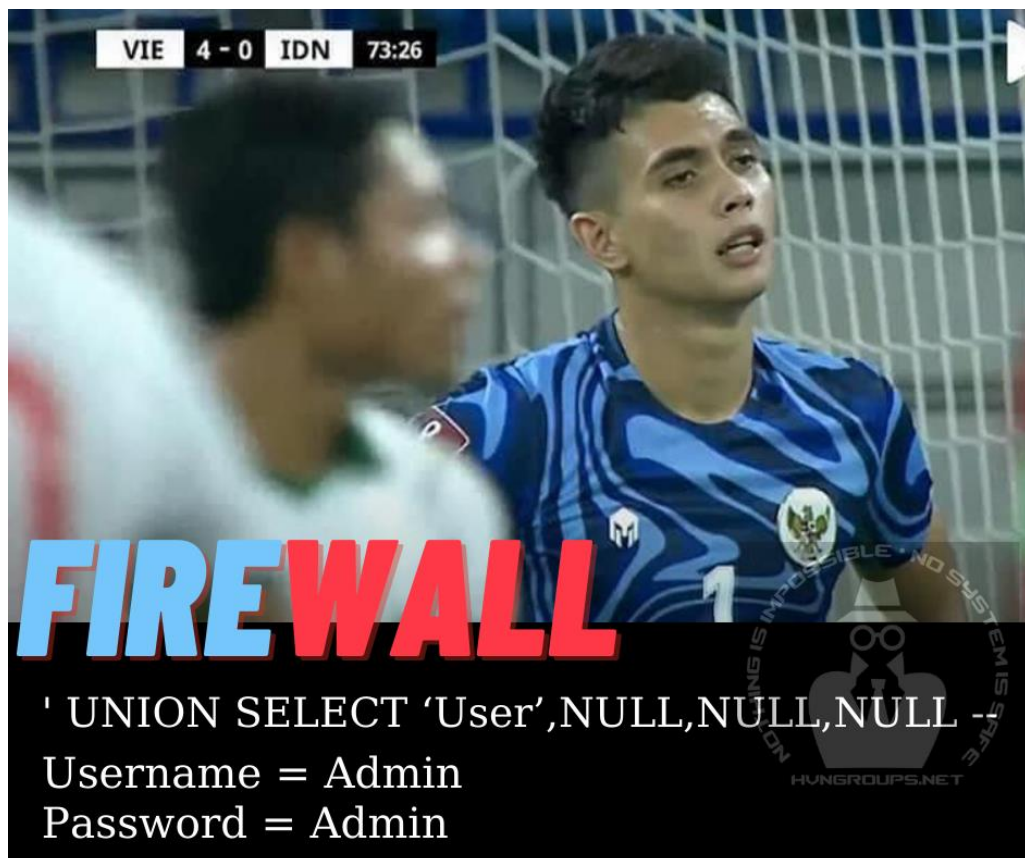 VIE 4 - 0 IDN 73:26
1
FIREWALL
NOTHING IS IMPOSSIBLE • NO SYSTEM IS SAFE
' UNION SELECT ‘User’,NULL,NULL,NULL --
HVNGROUPS.NET
Username = Admin
Password = Admin